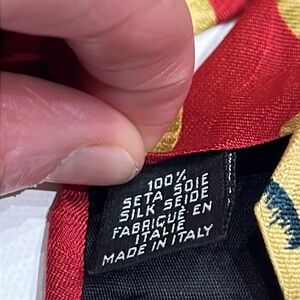 100%
SETA SOIE
SILK SEIDE
FABRIQUÉ EN
ITALIE
MADE IN ITALY